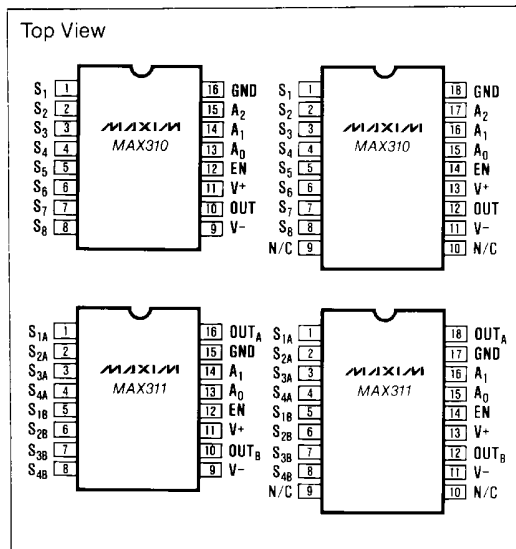 Top View
S1 1 16 GND
S2 2 15 A2
S3 3 14 A1
S4 4 13 A0
S5 5 12 EN
S6 6 11 V+
S7 7 10 OUT
S8 8 9 V−
MAXIM
MAX310
S1 1 18 GND
S2 2 17 A2
S3 3 16 A1
S4 4 15 A0
S5 5 14 EN
S6 6 13 V+
S7 7 12 OUT
S8 8 11 V−
N/C 9 10 N/C
MAXIM
MAX310
S1A 1 16 OUTA
S2A 2 15 GND
S3A 3 14 A1
S4A 4 13 A0
S1B 5 12 EN
S2B 6 11 V+
S3B 7 10 OUTB
S4B 8 9 V−
MAXIM
MAX311
S1A 1 18 OUTA
S2A 2 17 GND
S3A 3 16 A1
S4A 4 15 A0
S1B 5 14 EN
S2B 6 13 V+
S3B 7 12 OUTB
S4B 8 11 V−
N/C 9 10 N/C
MAXIM
MAX311